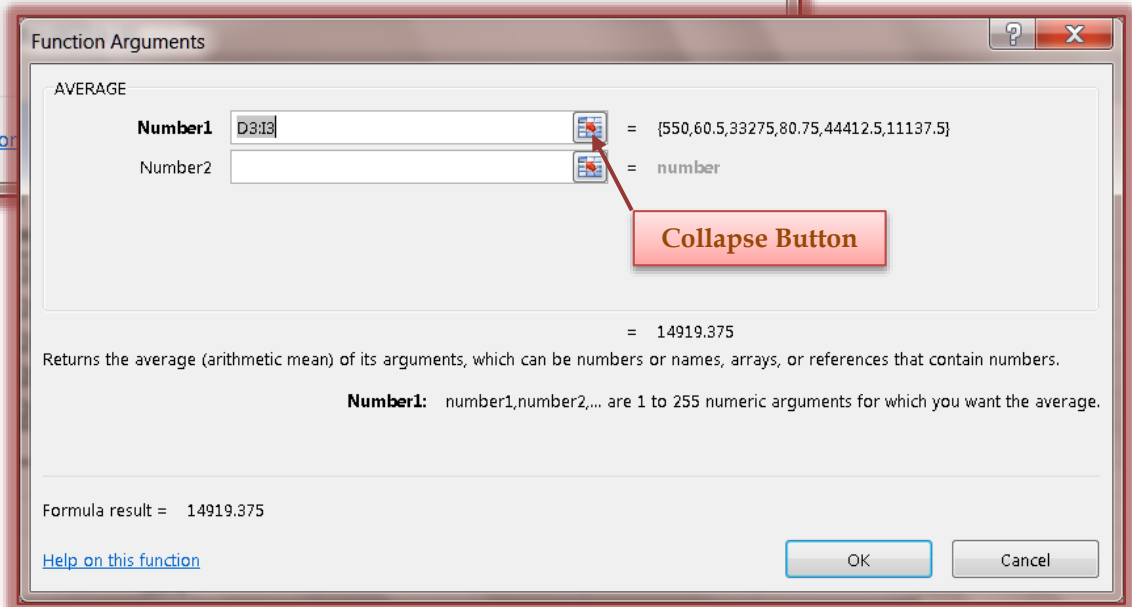 Function Arguments
?
X
AVERAGE
Number1 D3:I3 = {550,60.5,33275,80.75,44412.5,11137.5}
or
Number2 = number
Collapse Button
= 14919.375
Returns the average (arithmetic mean) of its arguments, which can be numbers or names, arrays, or references that contain numbers.
Number1: number1,number2,... are 1 to 255 numeric arguments for which you want the average.
Formula result = 14919.375
Help on this function
OK
Cancel